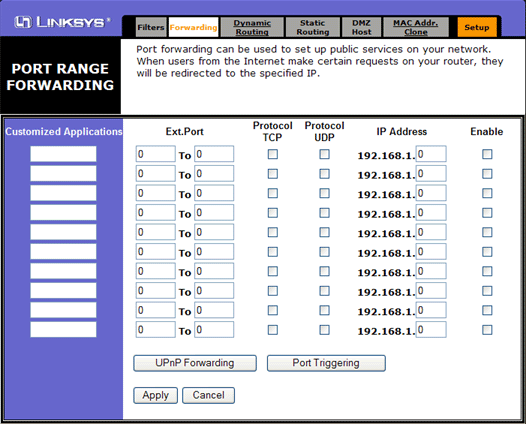 LINKSYS®
Filters Forwarding Dynamic Routing Static Routing DMZ Host MAC Addr. Clone Setup
PORT RANGE
FORWARDING
Port forwarding can be used to set up public services on your network.
When users from the Internet make certain requests on your router, they
will be redirected to the specified IP.
Customized Applications Ext.Port Protocol TCP Protocol UDP IP Address Enable
0 To 0 192.168.1. 0
0 To 0 192.168.1. 0
0 To 0 192.168.1. 0
0 To 0 192.168.1. 0
0 To 0 192.168.1. 0
0 To 0 192.168.1. 0
0 To 0 192.168.1. 0
0 To 0 192.168.1. 0
0 To 0 192.168.1. 0
0 To 0 192.168.1. 0
UPnP Forwarding Port Triggering
Apply Cancel